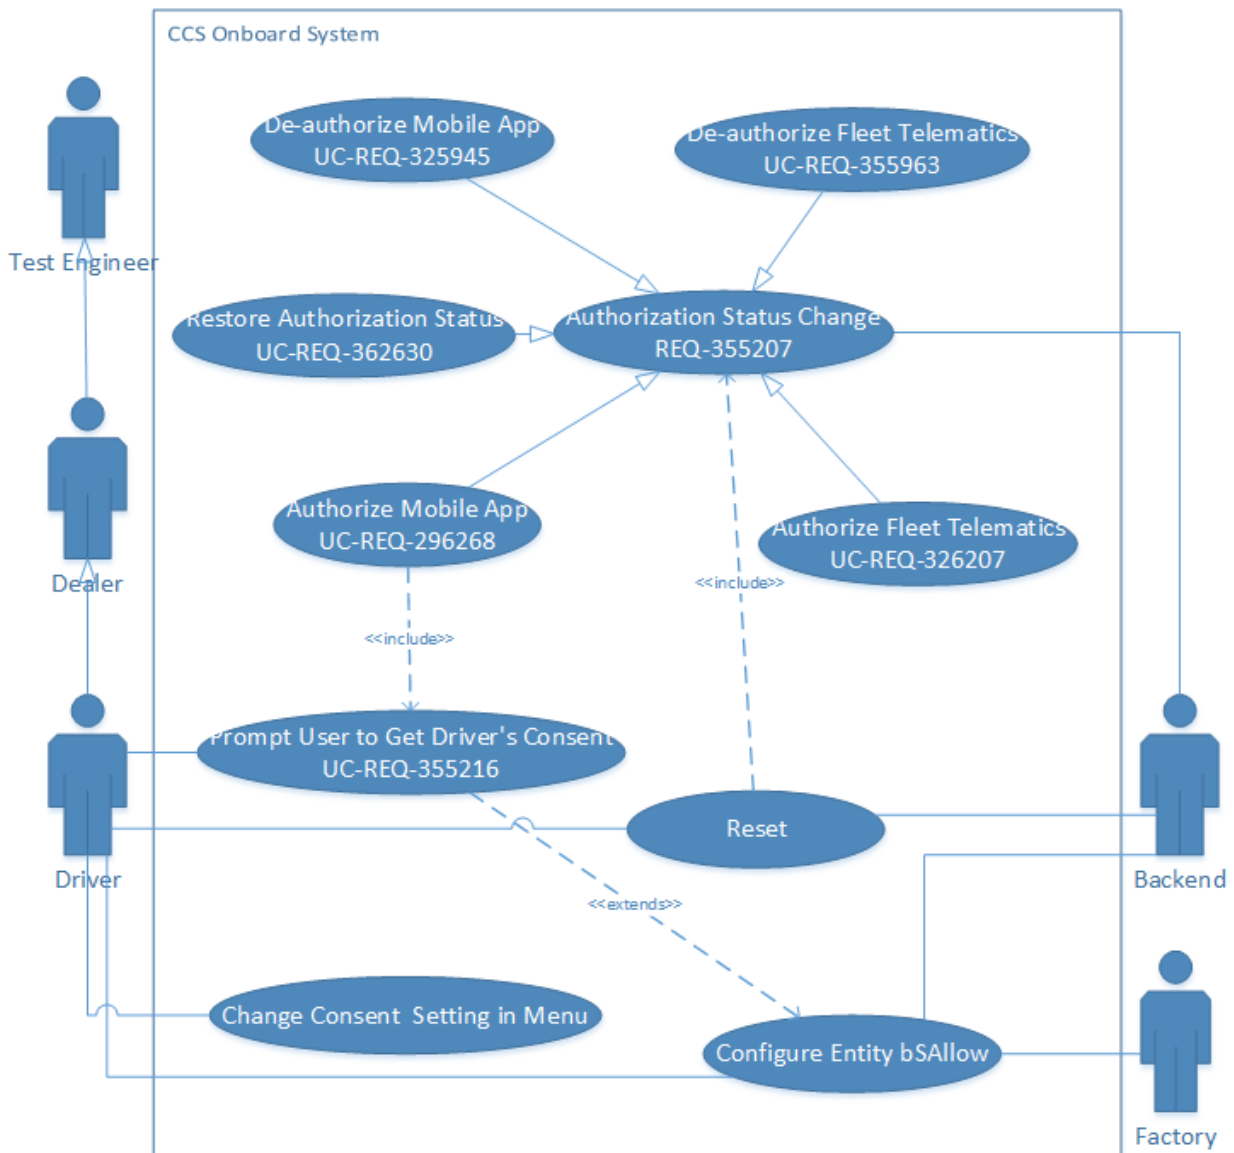 CCS Onboard System
De-authorize Mobile App
UC-REQ-325945
De-authorize Fleet Telematics
UC-REQ-355963
Test Engineer
Restore Authorization Status
UC-REQ-362630
Authorization Status Change
REQ-355207
Authorize Mobile App
UC-REQ-296268
Authorize Fleet Telematics
UC-REQ-326207
Dealer
<<include>>
<<include>>
Prompt User to Get Driver's Consent
UC-REQ-355216
Reset
Driver
Backend
<<extends>>
Change Consent  Setting in Menu
Configure Entity bSAllow
Factory